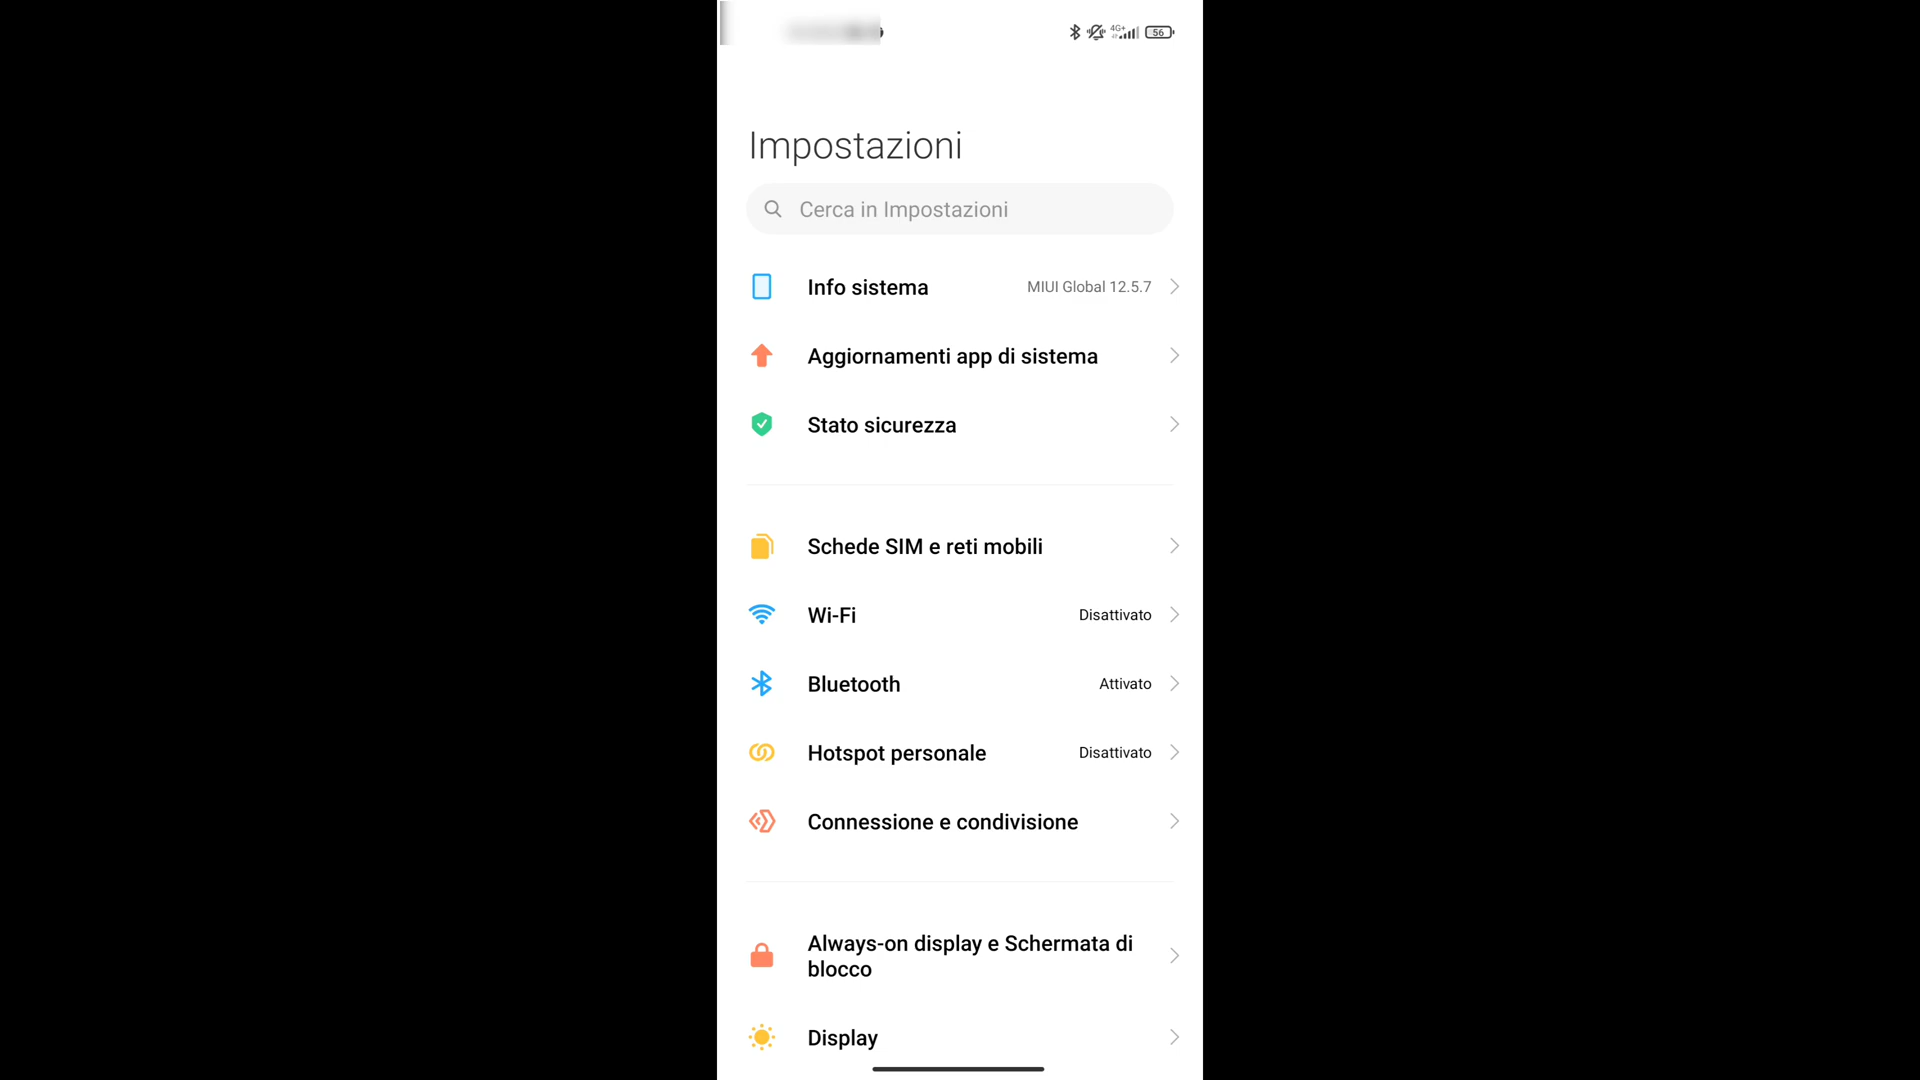 4G+ 56
Impostazioni
Cerca in Impostazioni
Info sistema MIUI Global 12.5.7
Aggiornamenti app di sistema
Stato sicurezza
Schede SIM e reti mobili
Wi-Fi Disattivato
Bluetooth Attivato
Hotspot personale Disattivato
Connessione e condivisione
Always-on display e Schermata di
blocco
Display